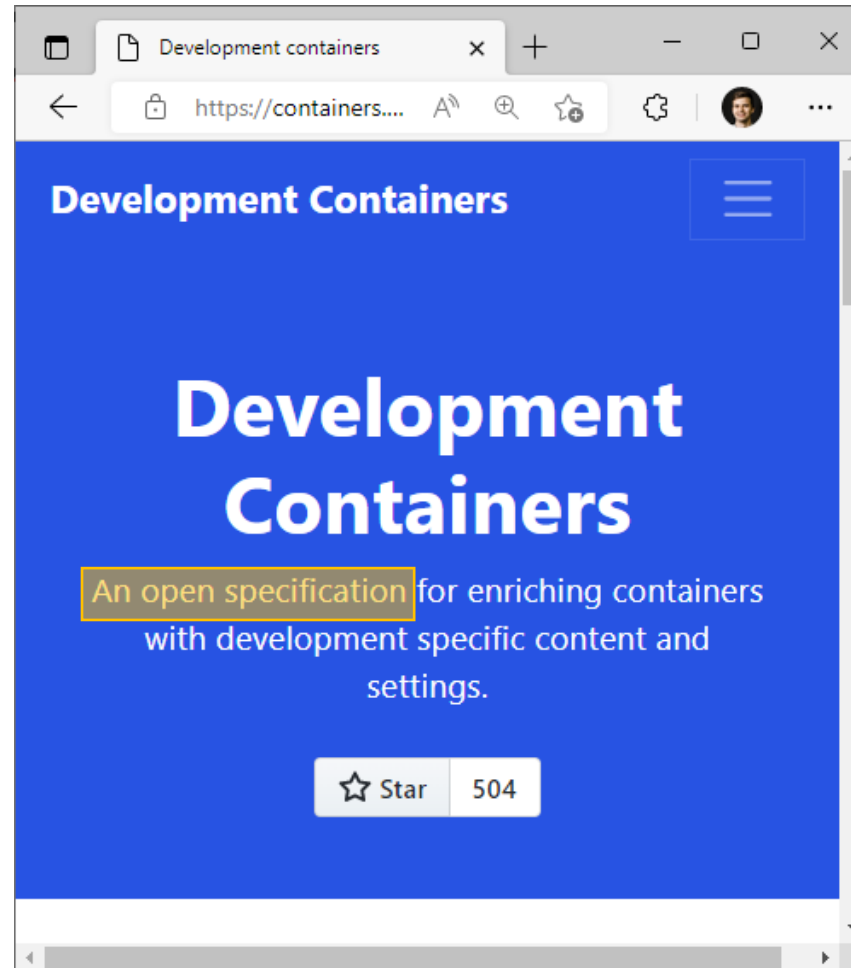 Development containers
https://containers....
Development Containers
Development
Containers
An open specification for enriching containers
with development specific content and
settings.
Star 504